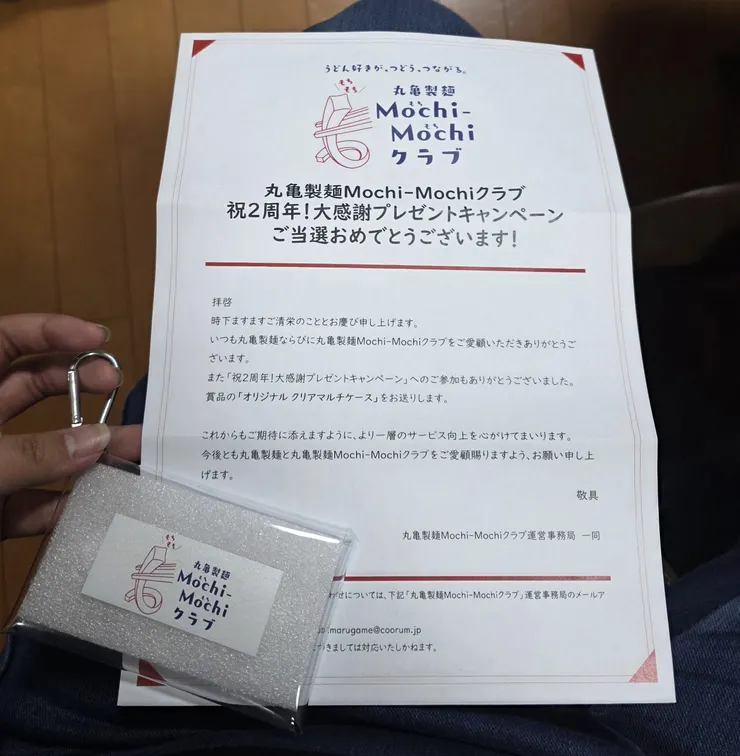 うどん好きが、つどう、つながる。
もち
もち
丸亀製麺
もち
Mochi-
もち
Mochi
クラブ
丸亀製麺Mochi-Mochiクラブ
祝2周年！大感謝プレゼントキャンペーン
ご当選おめでとうございます！
拝啓
時下ますますご清栄のこととお慶び申し上げます。
いつも丸亀製麺ならびに丸亀製麺Mochi-Mochiクラブをご愛顧いただきありがとうご
ざいます。
また「祝2周年！大感謝プレゼントキャンペーン」へのご参加もありがとうございました。
賞品の「オリジナル クリアマルチケース」をお送りします。
これからもご期待に添えますように、より一層のサービス向上を心がけてまいります。
今後とも丸亀製麺と丸亀製麺Mochi-Mochiクラブをご愛顧賜りますよう、お願い申し上
げます。
敬具
丸亀製麺Mochi-Mochiクラブ運営事務局 一同
わせについては、下記「丸亀製麺Mochi-Mochiクラブ」運営事務局のメールア
marugame@coorum.jp
つきましては対応いたしかねます。
もち
もち
丸亀製麺
もち
Mochi-
もち
Mochi
クラブ